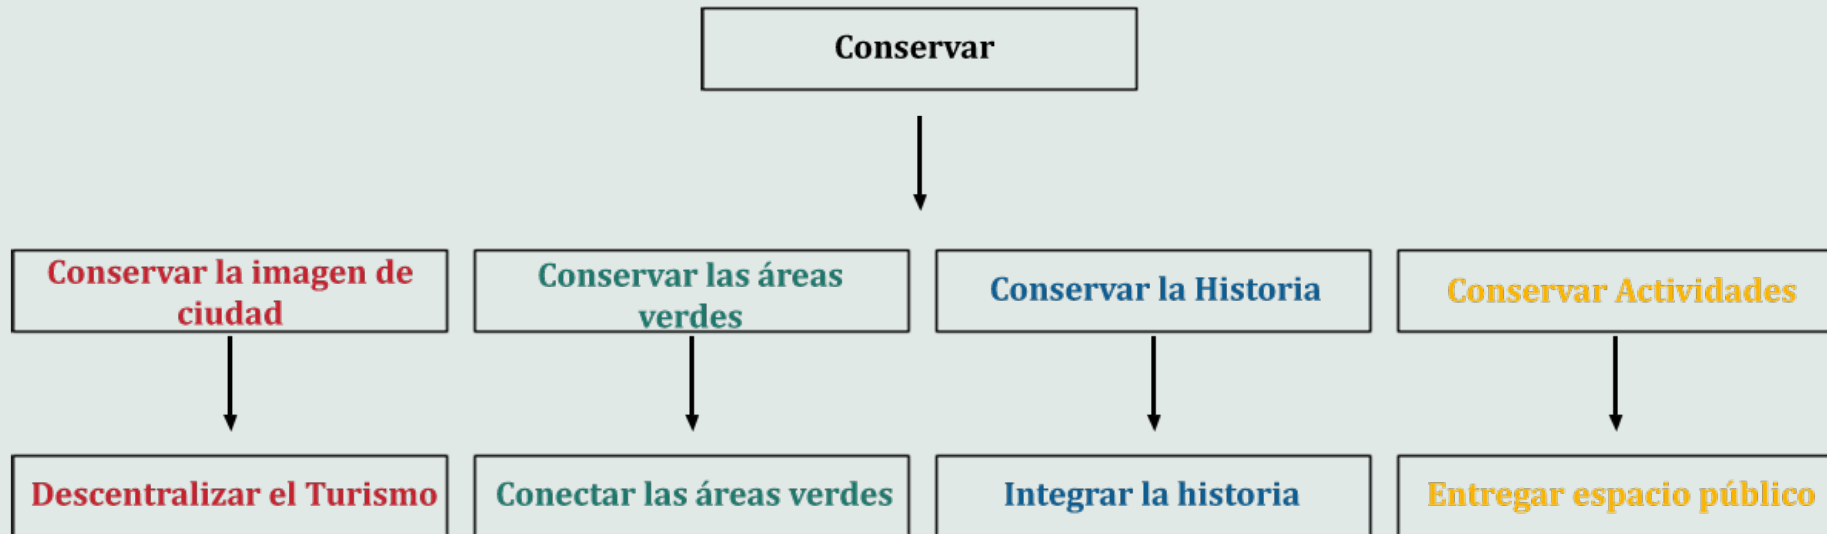 Conservar
Conservar la imagen de
ciudad
Conservar las áreas
verdes
Conservar la Historia
Conservar Actividades
Descentralizar el Turismo
Conectar las áreas verdes
Integrar la historia
Entregar espacio público